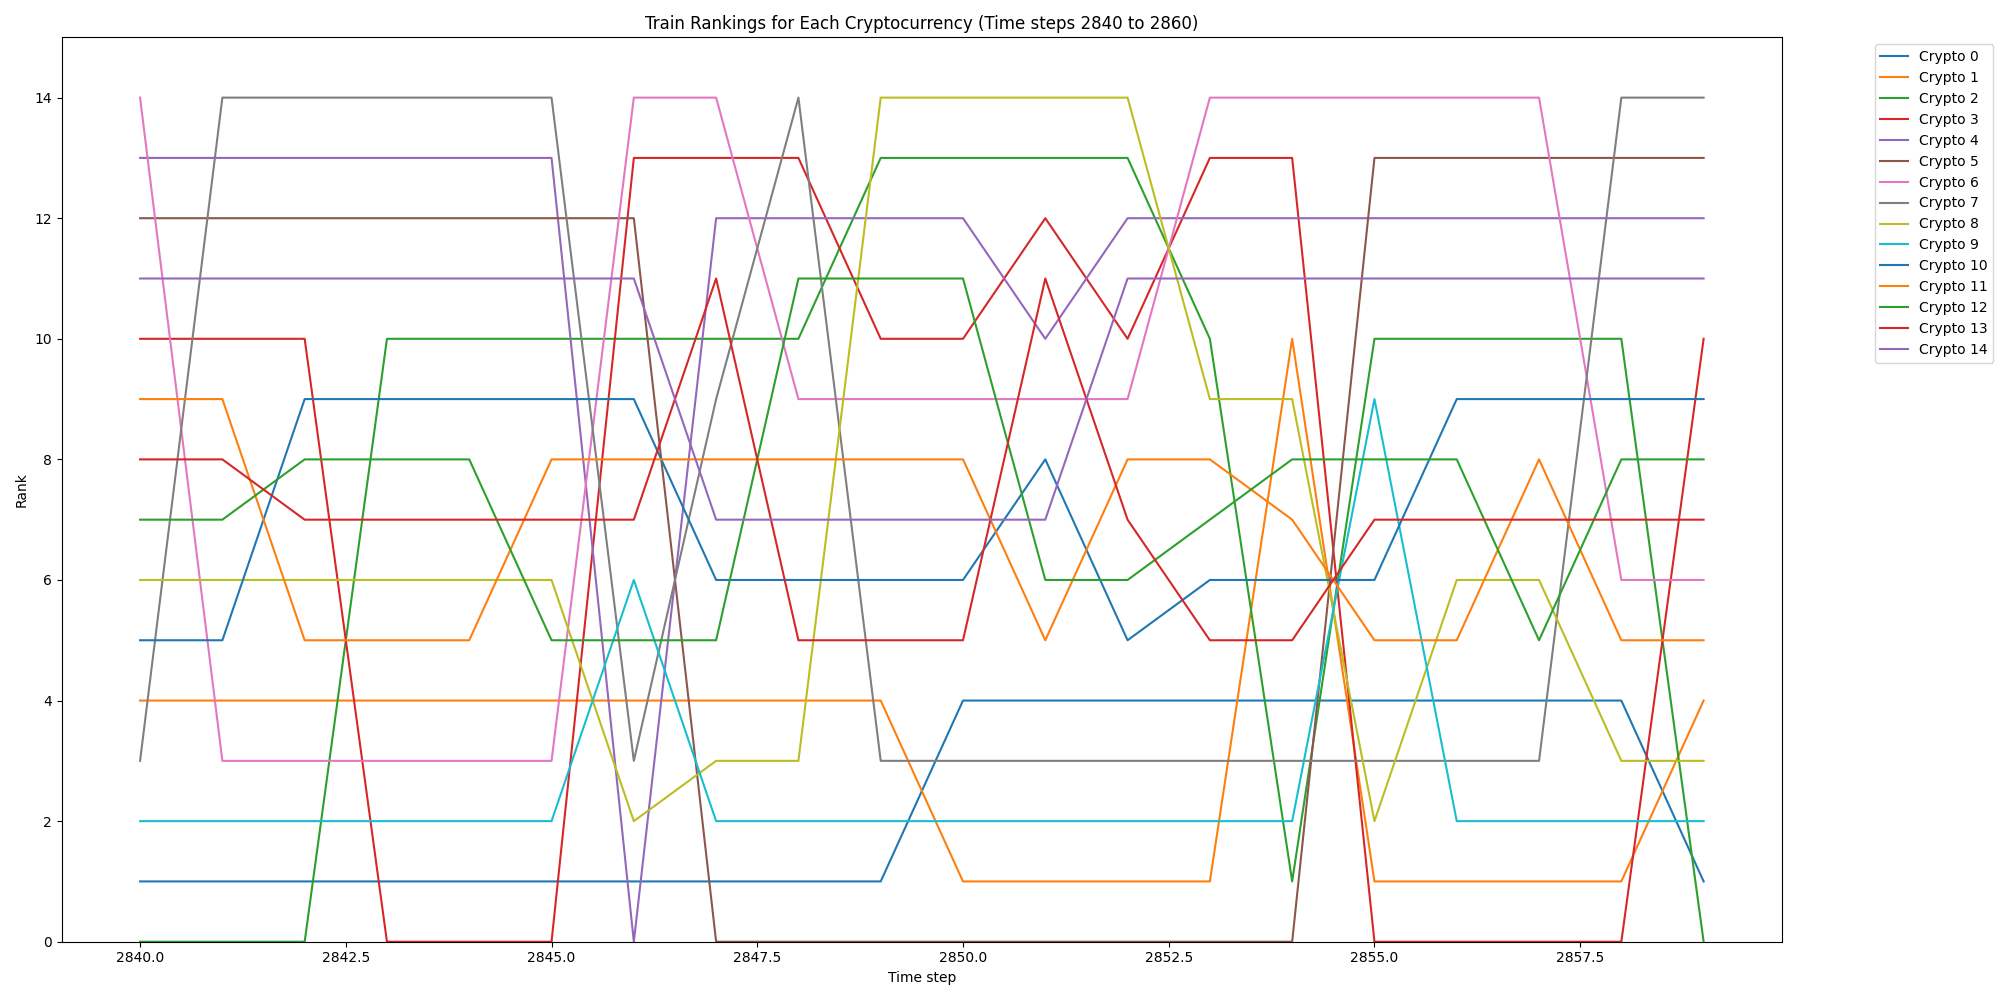 Train Rankings for Each Cryptocurrency (Time steps 2840 to 2860)
Rank
14
12
10
8
6
4
2
0
2840.0 2842.5 2845.0 2847.5 2850.0 2852.5 2855.0 2857.5
Time step
Crypto 0
Crypto 1
Crypto 2
Crypto 3
Crypto 4
Crypto 5
Crypto 6
Crypto 7
Crypto 8
Crypto 9
Crypto 10
Crypto 11
Crypto 12
Crypto 13
Crypto 14